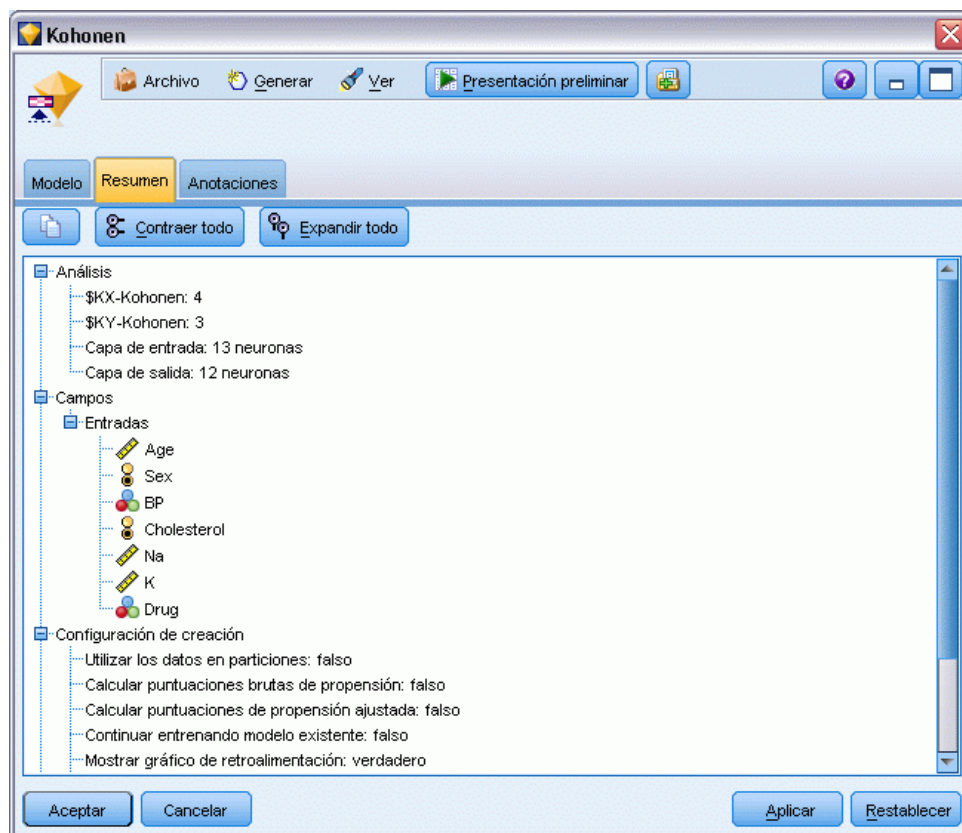 Kohonen
Archivo Generar Ver Presentación preliminar ?
Modelo Resumen Anotaciones
Contraer todo Expandir todo
Análisis
$KX-Kohonen: 4
$KY-Kohonen: 3
Capa de entrada: 13 neuronas
Capa de salida: 12 neuronas
Campos
Entradas
Age
Sex
BP
Cholesterol
Na
K
Drug
Configuración de creación
Utilizar los datos en particiones: falso
Calcular puntuaciones brutas de propensión: falso
Calcular puntuaciones de propensión ajustada: falso
Continuar entrenando modelo existente: falso
Mostrar gráfico de retroalimentación: verdadero
Aceptar Cancelar Aplicar Restablecer